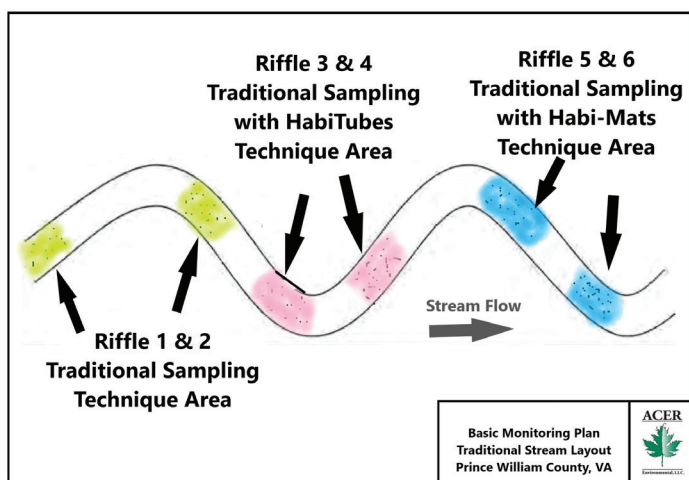 Riffle 3 & 4
Traditional Sampling
with HabiTubes
Technique Area
Riffle 5 & 6
Traditional Sampling
with Habi-Mats
Technique Area
Stream Flow
Riffle 1 & 2
Traditional Sampling
Technique Area
Basic Monitoring Plan
Traditional Stream Layout
Prince William County, VA
ACER
Environmental, LLC.